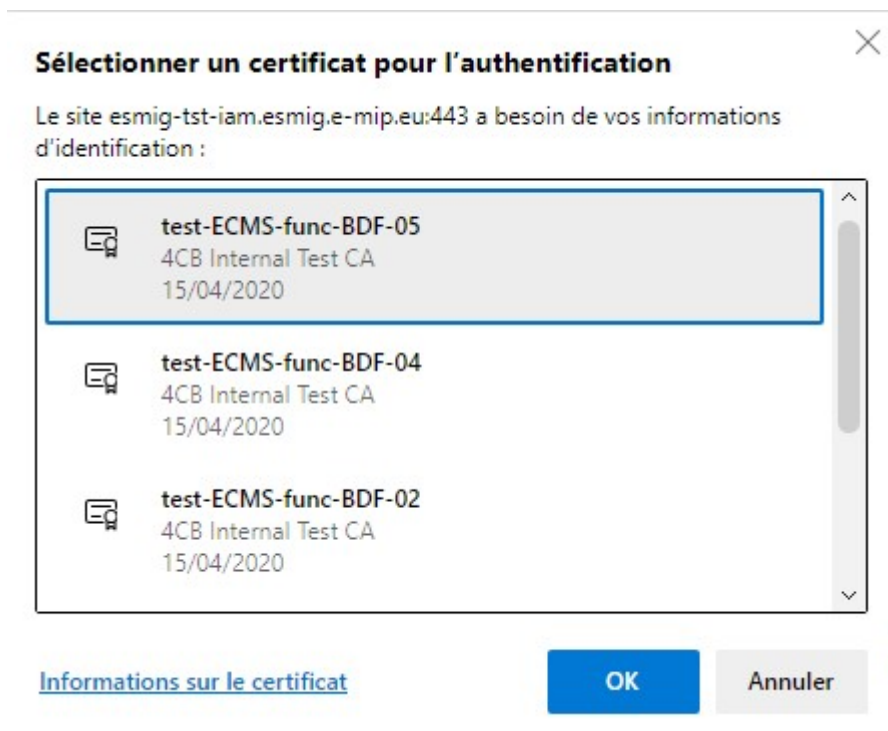 Sélectionner un certificat pour l’authentification
Le site esmig-tst-iam.esmig.e-mip.eu:443 a besoin de vos informations
d'identification :
test-ECMS-func-BDF-05
4CB Internal Test CA
15/04/2020
test-ECMS-func-BDF-04
4CB Internal Test CA
15/04/2020
test-ECMS-func-BDF-02
4CB Internal Test CA
15/04/2020
Informations sur le certificat
OK
Annuler